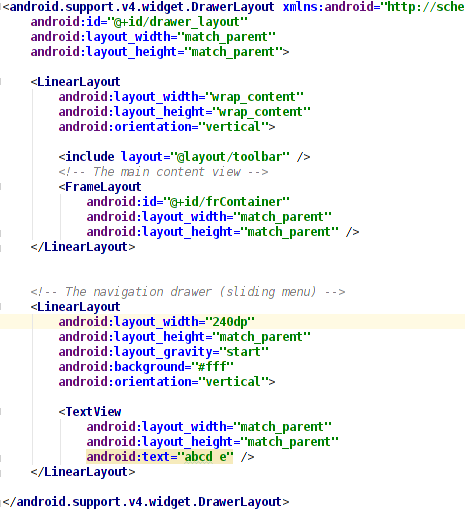 <android.support.v4.widget.DrawerLayout xmlns:android="http://sche
    android:id="@+id/drawer_layout"
    android:layout_width="match_parent"
    android:layout_height="match_parent">
    <LinearLayout
        android:layout_width="wrap_content"
        android:layout_height="wrap_content"
        android:orientation="vertical">
        <include layout="@layout/toolbar" />
        <!-- The main content view -->
        <FrameLayout
            android:id="@+id/frContainer"
            android:layout_width="match_parent"
            android:layout_height="match_parent" />
    </LinearLayout>
    <!-- The navigation drawer (sliding menu) -->
    <LinearLayout
        android:layout_width="240dp"
        android:layout_height="match_parent"
        android:layout_gravity="start"
        android:background="#fff"
        android:orientation="vertical">
        <TextView
            android:layout_width="match_parent"
            android:layout_height="match_parent"
            android:text="abcd e" />
    </LinearLayout>
</android.support.v4.widget.DrawerLayout>